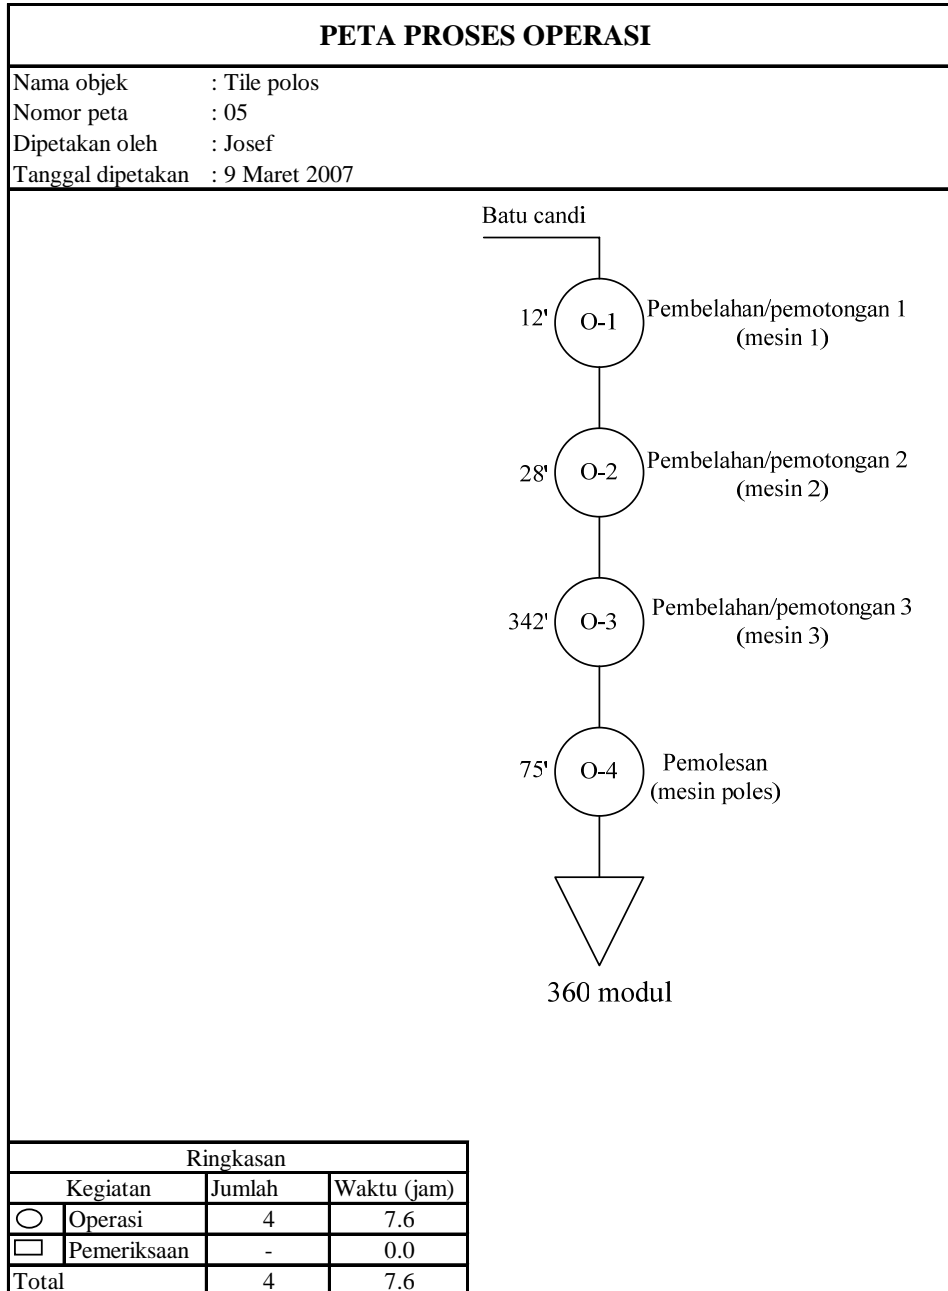 PETA PROSES OPERASI
Nama objek : Tile polos
Nomor peta : 05
Dipetakan oleh : Josef
Tanggal dipetakan : 9 Maret 2007
Batu candi
12' O-1 Pembelahan/pemotongan 1
(mesin 1)
28' O-2 Pembelahan/pemotongan 2
(mesin 2)
342' O-3 Pembelahan/pemotongan 3
(mesin 3)
75' O-4 Pemolesan
(mesin poles)
360 modul
Ringkasan
Kegiatan Jumlah Waktu (jam)
Operasi 4 7.6
Pemeriksaan - 0.0
Total 4 7.6